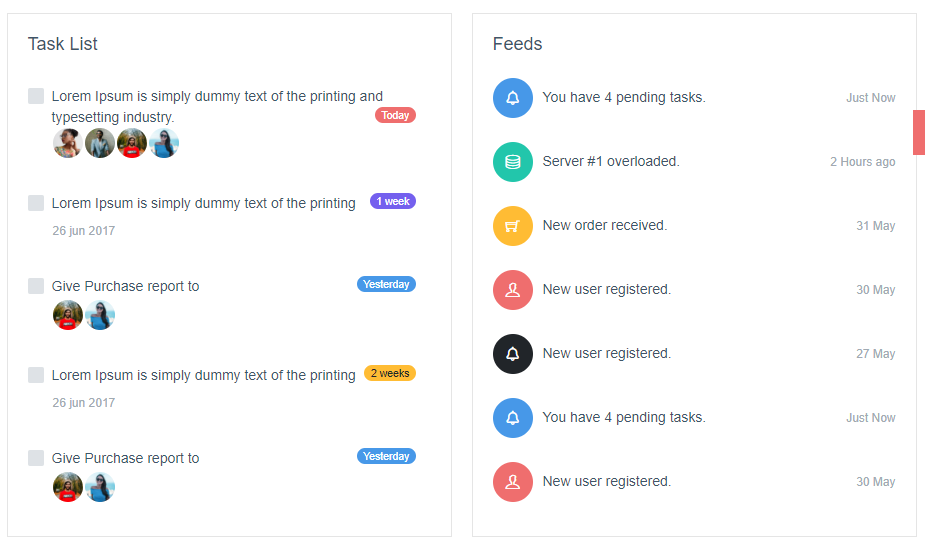 Task List
Lorem Ipsum is simply dummy text of the printing and
typesetting industry.
Today
Lorem Ipsum is simply dummy text of the printing
1 week
26 jun 2017
Give Purchase report to
Yesterday
Lorem Ipsum is simply dummy text of the printing
2 weeks
26 jun 2017
Give Purchase report to
Yesterday
Feeds
You have 4 pending tasks.
Just Now
Server #1 overloaded.
2 Hours ago
New order received.
31 May
New user registered.
30 May
New user registered.
27 May
You have 4 pending tasks.
Just Now
New user registered.
30 May